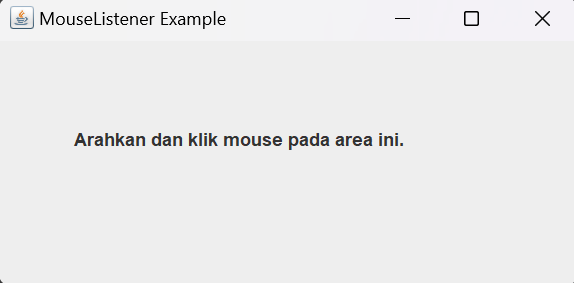 MouseListener Example
Arahkan dan klik mouse pada area ini.